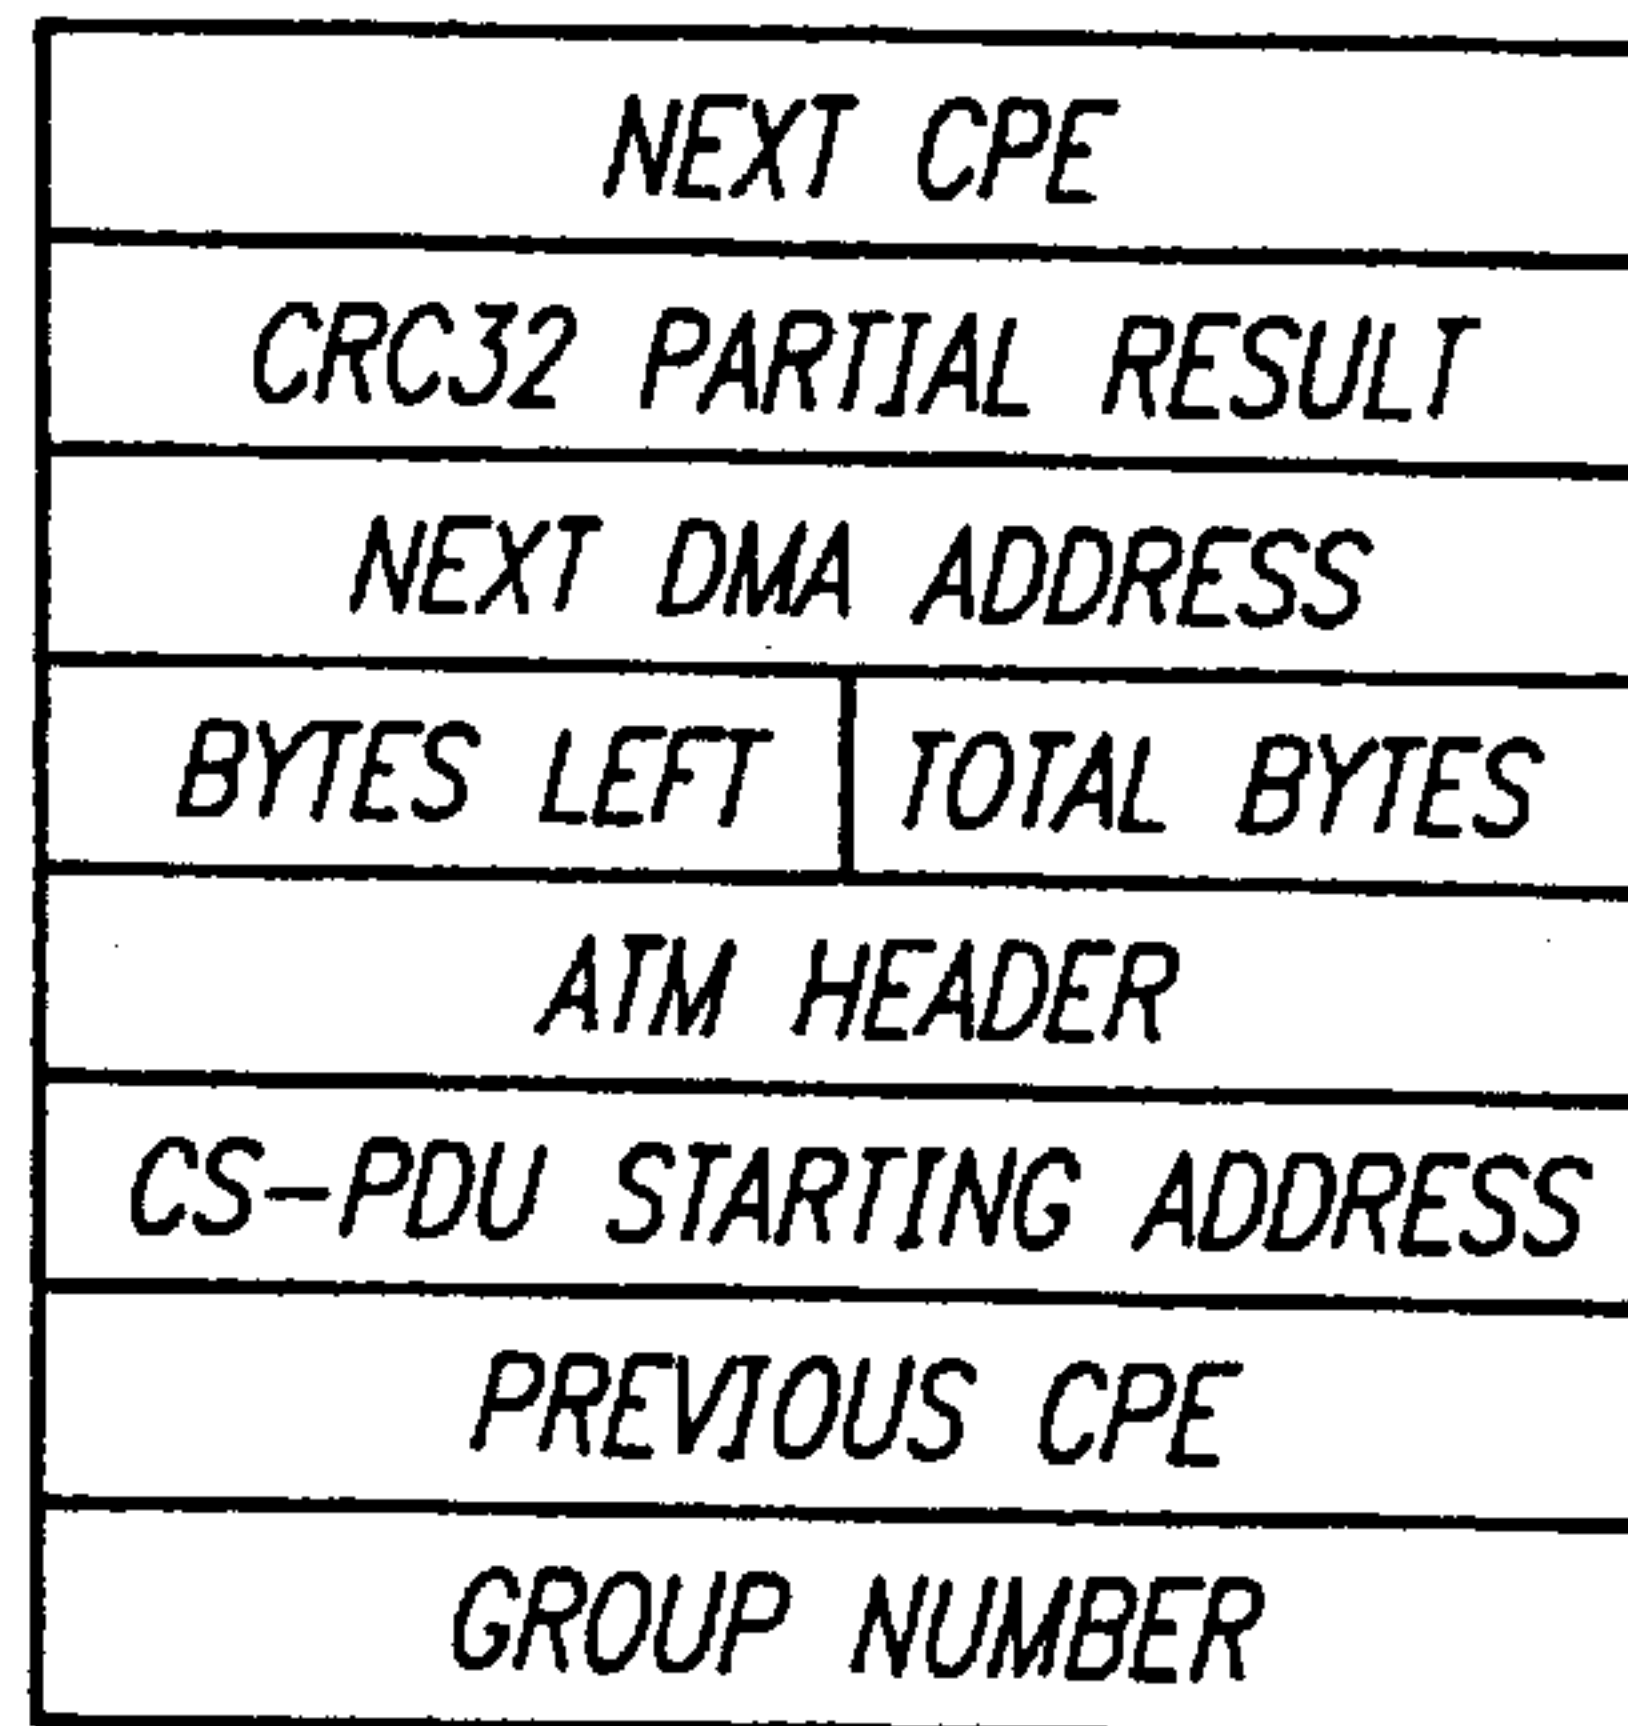 NEXT CPE
CRC32 PARTIAL RESULT
NEXT DMA ADDRESS
BYTES LEFT TOTAL BYTES
ATM HEADER
CS-PDU STARTING ADDRESS
PREVIOUS CPE
GROUP NUMBER